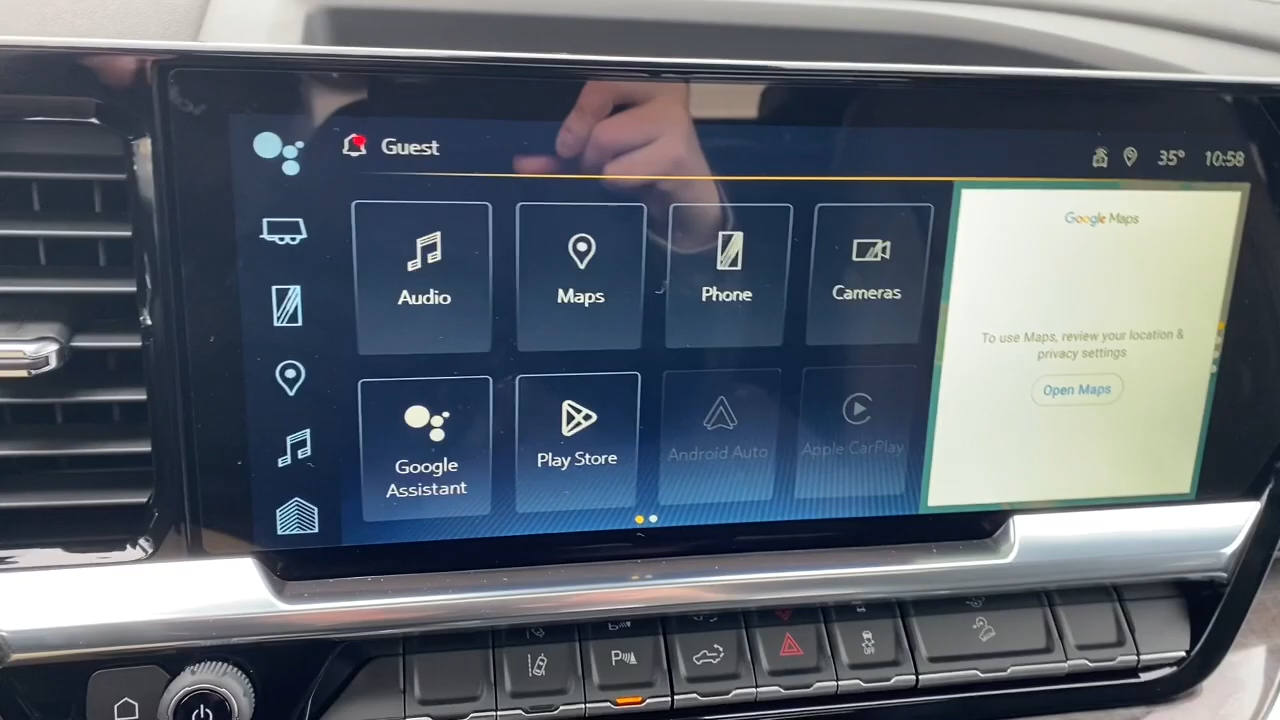 Guest
35°
10:58
Audio
Maps
Phone
Cameras
Google
Assistant
Play Store
Android Auto
Apple CarPlay
Google Maps
To use Maps, review your location &
privacy settings
Open Maps
P
OFF